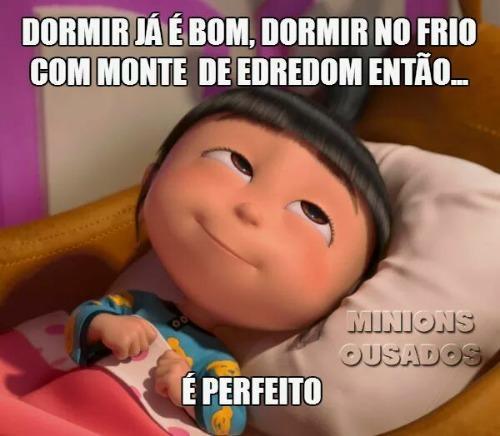 DORMIR JÁ É BOM, DORMIR NO FRIO
COM MONTE DE EDREDOM ENTÃO...
MINIONS
OUSADOS
É PERFEITO